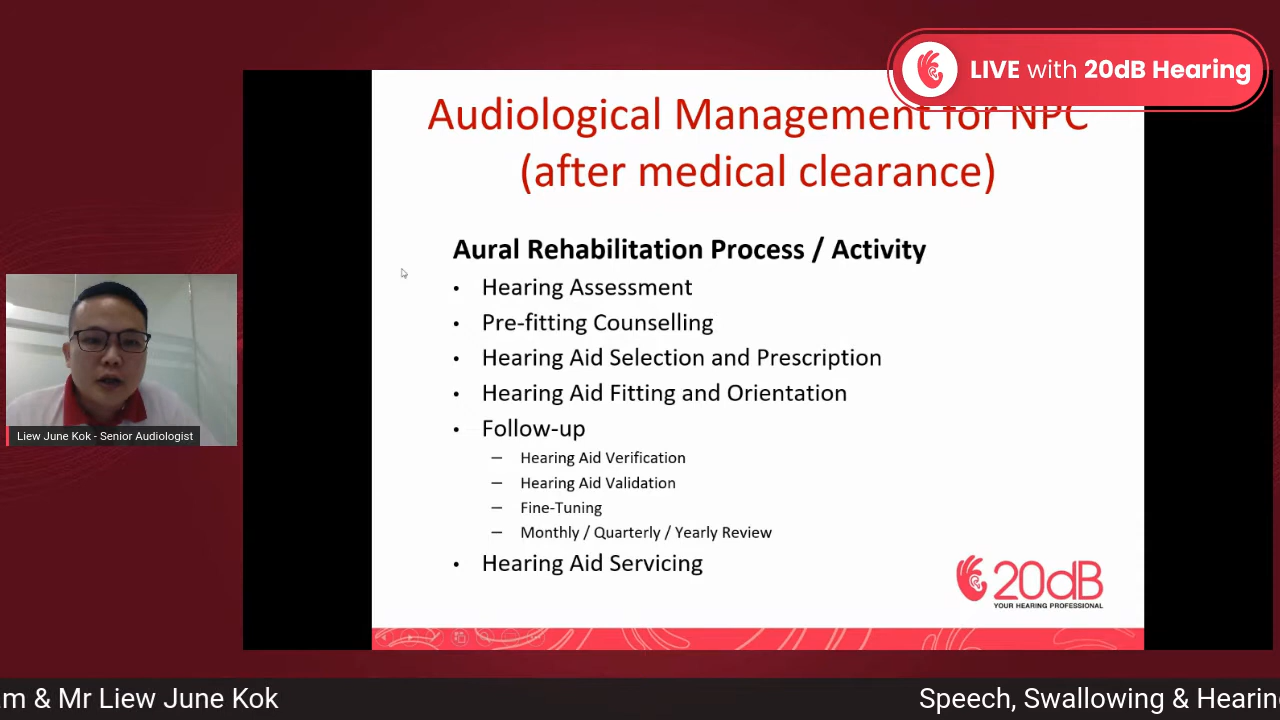 LIVE with 20dB Hearing
Audiological Management for NPC
(after medical clearance)
Aural Rehabilitation Process / Activity
• Hearing Assessment
• Pre-fitting Counselling
• Hearing Aid Selection and Prescription
• Hearing Aid Fitting and Orientation
• Follow-up
– Hearing Aid Verification
– Hearing Aid Validation
– Fine-Tuning
– Monthly / Quarterly / Yearly Review
• Hearing Aid Servicing
20dB
YOUR HEARING PROFESSIONAL
Liew June Kok - Senior Audiologist
& Mr Liew June Kok
Speech, Swallowing & Hearin